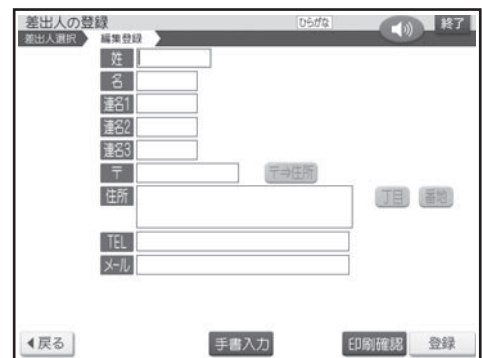 差出人の登録 ひらがな 終了
差出人選択 編集登録
姓
名
連名1
連名2
連名3
〒 〒⇒住所
住所 丁目 番地
TEL
メール
戻る 手書入力 印刷確認 登録